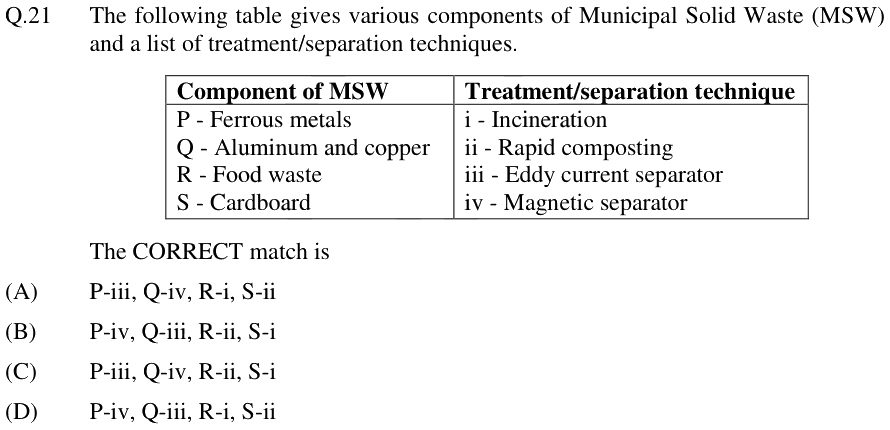 Q.21 The following table gives various components of Municipal Solid Waste (MSW)
and a list of treatment/separation techniques.
Component of MSW Treatment/separation technique
P - Ferrous metals i - Incineration
Q - Aluminum and copper ii - Rapid composting
R - Food waste iii - Eddy current separator
S - Cardboard iv - Magnetic separator
The CORRECT match is
(A) P-iii, Q-iv, R-i, S-ii
(B) P-iv, Q-iii, R-ii, S-i
(C) P-iii, Q-iv, R-ii, S-i
(D) P-iv, Q-iii, R-i, S-ii